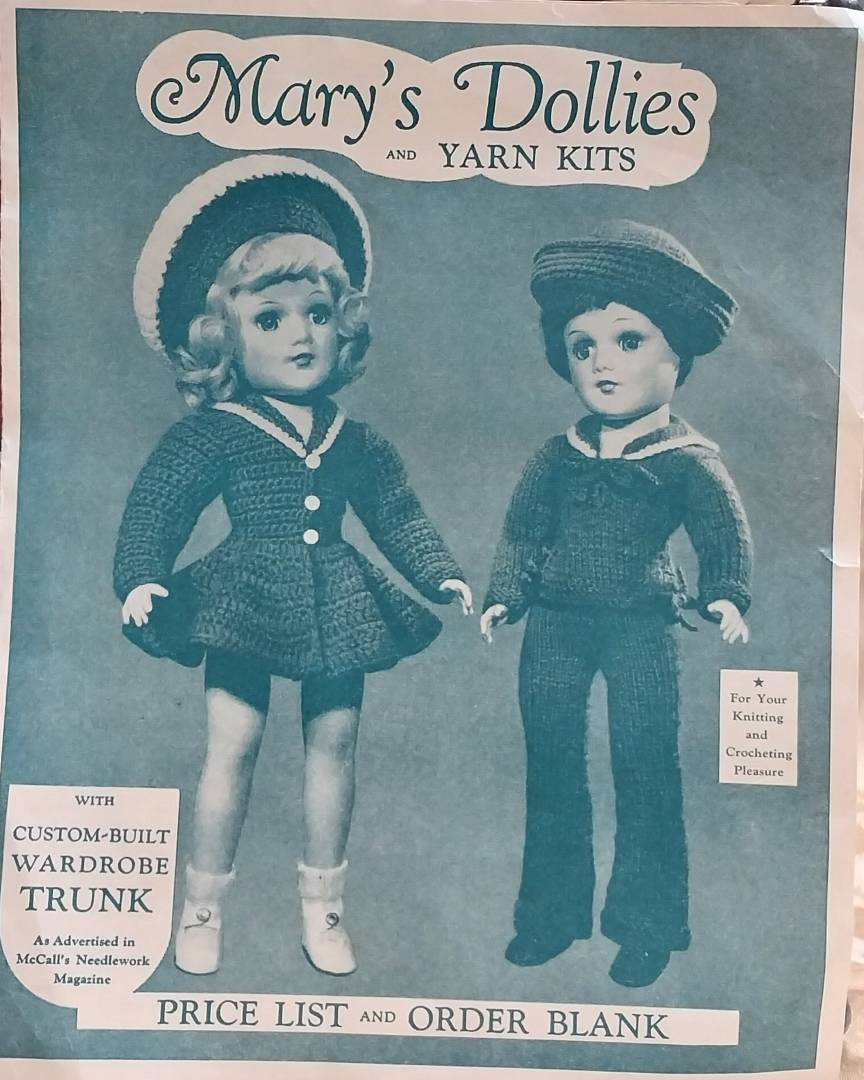 Mary's Dollies
AND YARN KITS
★
For Your
Knitting
and
Crocheting
Pleasure
WITH
CUSTOM-BUILT
WARDROBE
TRUNK
As Advertised in
McCall's Needlework
Magazine
PRICE LIST AND ORDER BLANK